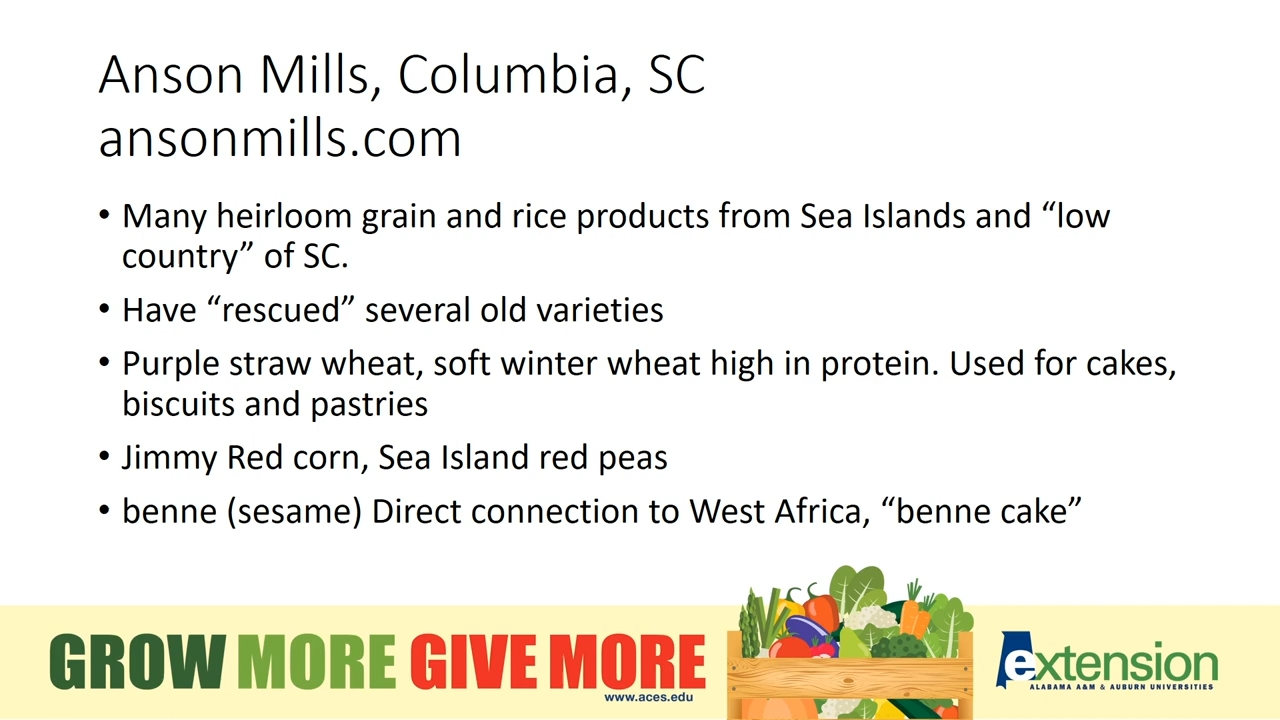 Anson Mills, Columbia, SC
ansonmills.com
• Many heirloom grain and rice products from Sea Islands and “low
country” of SC.
• Have “rescued” several old varieties
• Purple straw wheat, soft winter wheat high in protein. Used for cakes,
biscuits and pastries
• Jimmy Red corn, Sea Island red peas
• benne (sesame) Direct connection to West Africa, “benne cake”
GROW MORE GIVE MORE
www.aces.edu
extension
ALABAMA A&M & AUBURN UNIVERSITIES